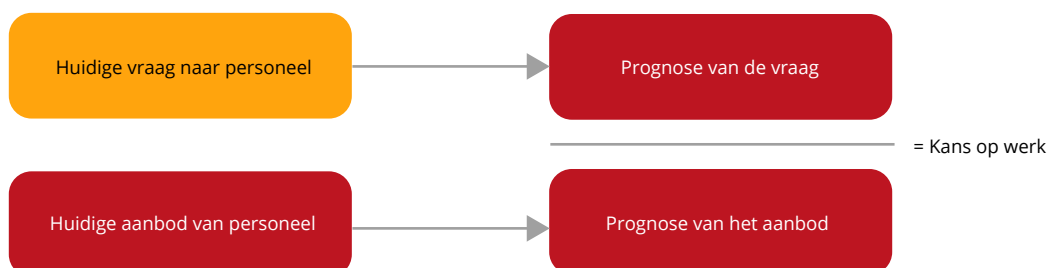 Huidige vraag naar personeel
Prognose van de vraag
= Kans op werk
Huidige aanbod van personeel
Prognose van het aanbod